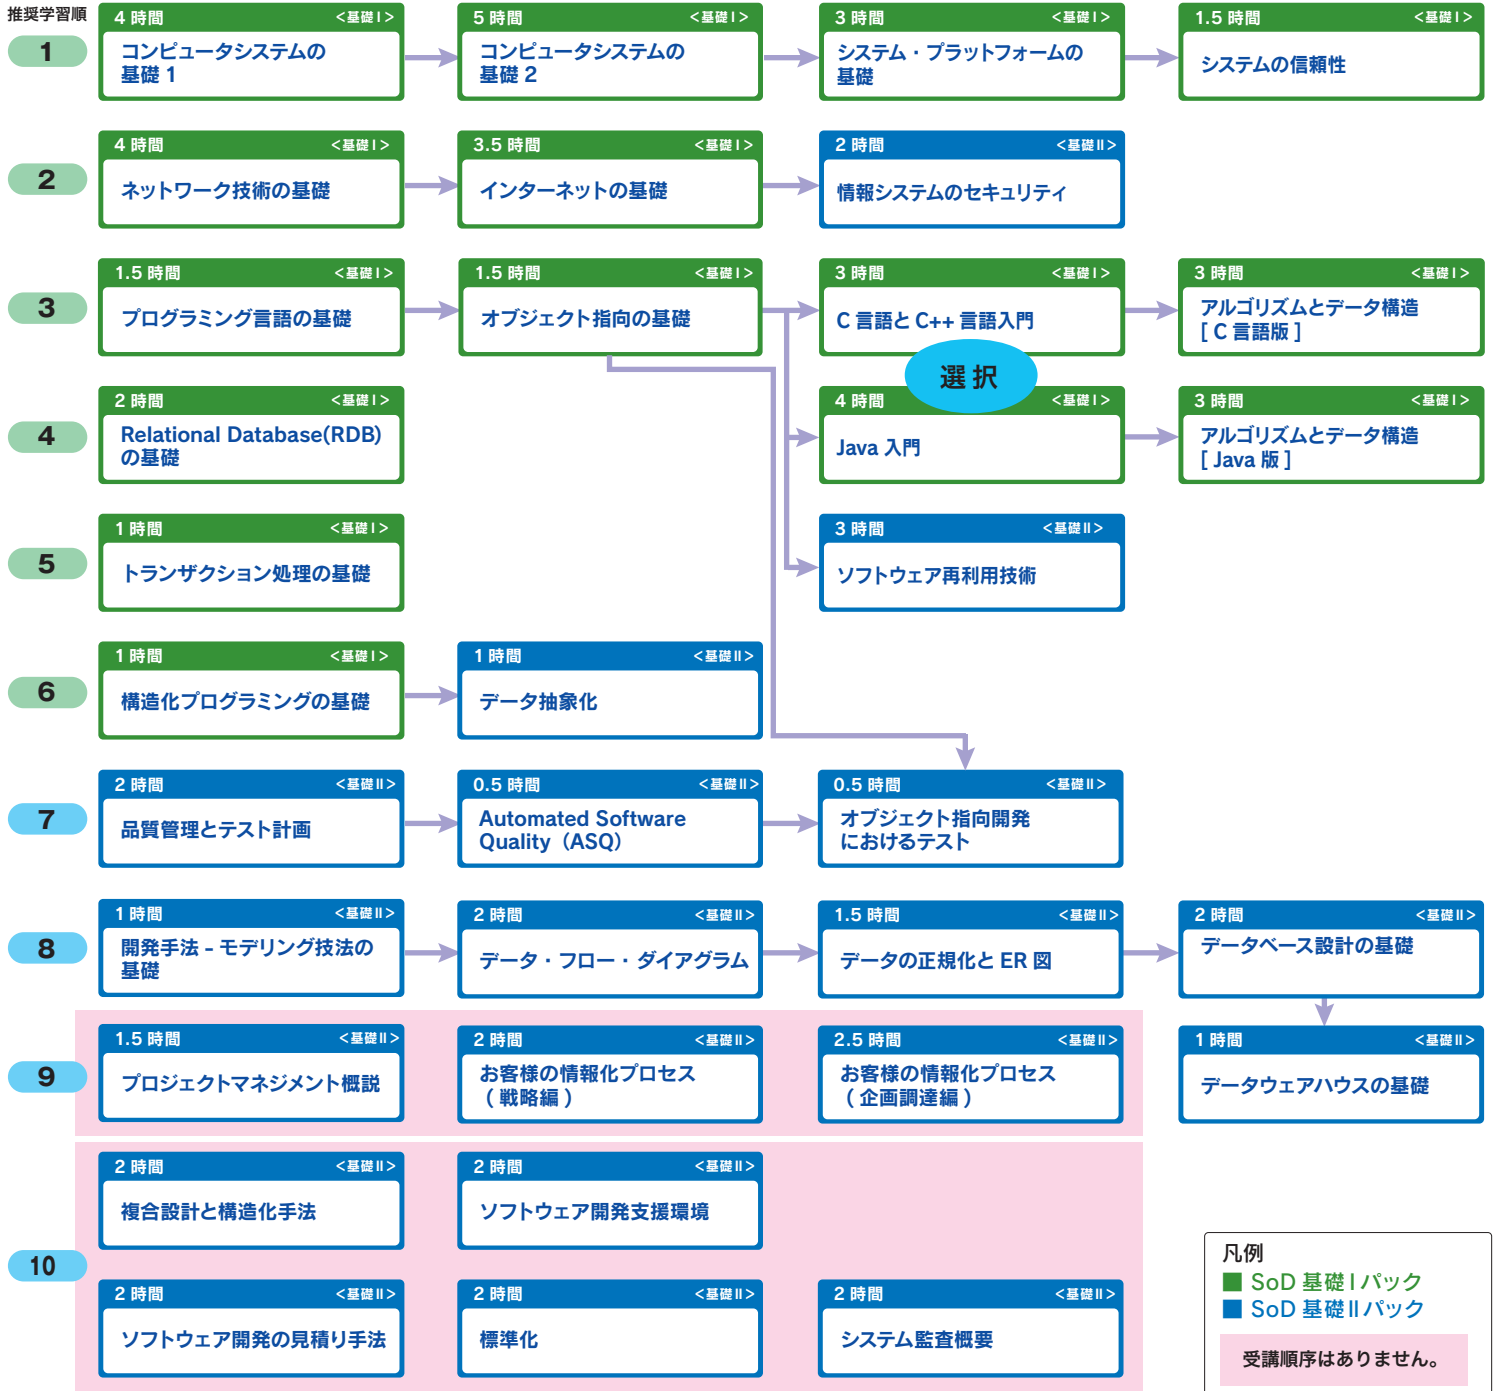 推奨学習順
1
4 時間 <基礎Ⅰ>
コンピュータシステムの
基礎 1
5 時間 <基礎Ⅰ>
コンピュータシステムの
基礎 2
3 時間 <基礎Ⅰ>
システム・プラットフォームの
基礎
1.5 時間 <基礎Ⅰ>
システムの信頼性
2
4 時間 <基礎Ⅰ>
ネットワーク技術の基礎
3.5 時間 <基礎Ⅰ>
インターネットの基礎
2 時間 <基礎Ⅱ>
情報システムのセキュリティ
3
1.5 時間 <基礎Ⅰ>
プログラミング言語の基礎
1.5 時間 <基礎Ⅰ>
オブジェクト指向の基礎
3 時間 <基礎Ⅰ>
C 言語と C++ 言語入門
3 時間 <基礎Ⅰ>
アルゴリズムとデータ構造
[ C 言語版 ]
選択
4
2 時間 <基礎Ⅰ>
Relational Database(RDB)
の基礎
4 時間 <基礎Ⅰ>
Java 入門
3 時間 <基礎Ⅰ>
アルゴリズムとデータ構造
[ Java 版 ]
5
1 時間 <基礎Ⅰ>
トランザクション処理の基礎
3 時間 <基礎Ⅱ>
ソフトウェア再利用技術
6
1 時間 <基礎Ⅰ>
構造化プログラミングの基礎
1 時間 <基礎Ⅱ>
データ抽象化
7
2 時間 <基礎Ⅱ>
品質管理とテスト計画
0.5 時間 <基礎Ⅱ>
Automated Software
Quality（ASQ）
0.5 時間 <基礎Ⅱ>
オブジェクト指向開発
におけるテスト
8
1 時間 <基礎Ⅱ>
開発手法 – モデリング技法の
基礎
2 時間 <基礎Ⅱ>
データ・フロー・ダイアグラム
1.5 時間 <基礎Ⅱ>
データの正規化と ER 図
2 時間 <基礎Ⅱ>
データベース設計の基礎
9
1.5 時間 <基礎Ⅱ>
プロジェクトマネジメント概説
2 時間 <基礎Ⅱ>
お客様の情報化プロセス
( 戦略編 )
2.5 時間 <基礎Ⅱ>
お客様の情報化プロセス
( 企画調達編 )
1 時間 <基礎Ⅱ>
データウェアハウスの基礎
10
2 時間 <基礎Ⅱ>
複合設計と構造化手法
2 時間 <基礎Ⅱ>
ソフトウェア開発支援環境
2 時間 <基礎Ⅱ>
ソフトウェア開発の見積り手法
2 時間 <基礎Ⅱ>
標準化
2 時間 <基礎Ⅱ>
システム監査概要
凡例
SoD 基礎Ⅰパック
SoD 基礎Ⅱパック
受講順序はありません。